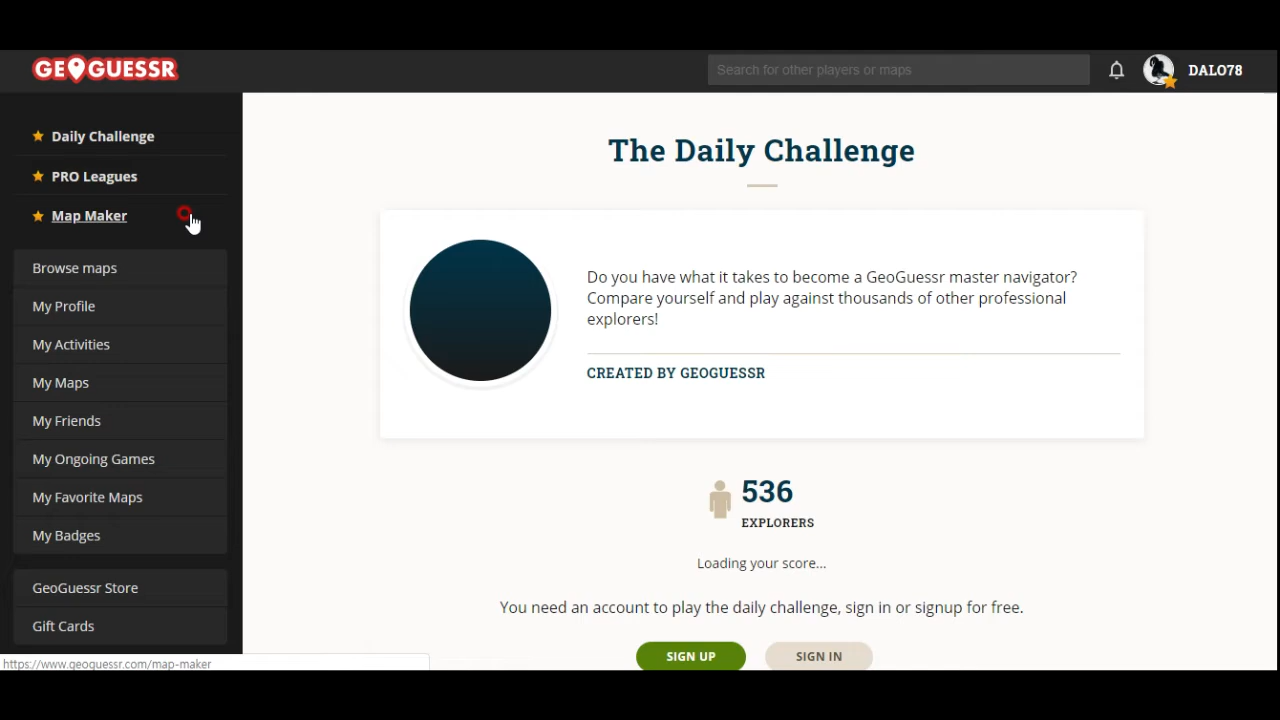 GEOGUESSR
Search for other players or maps
DALO78
Daily Challenge
PRO Leagues
Map Maker
Browse maps
My Profile
My Activities
My Maps
My Friends
My Ongoing Games
My Favorite Maps
My Badges
GeoGuessr Store
Gift Cards
The Daily Challenge
Do you have what it takes to become a GeoGuessr master navigator?
Compare yourself and play against thousands of other professional
explorers!
CREATED BY GEOGUESSR
536
EXPLORERS
Loading your score...
You need an account to play the daily challenge, sign in or signup for free.
SIGN UP
SIGN IN
https://www.geoguessr.com/map-maker